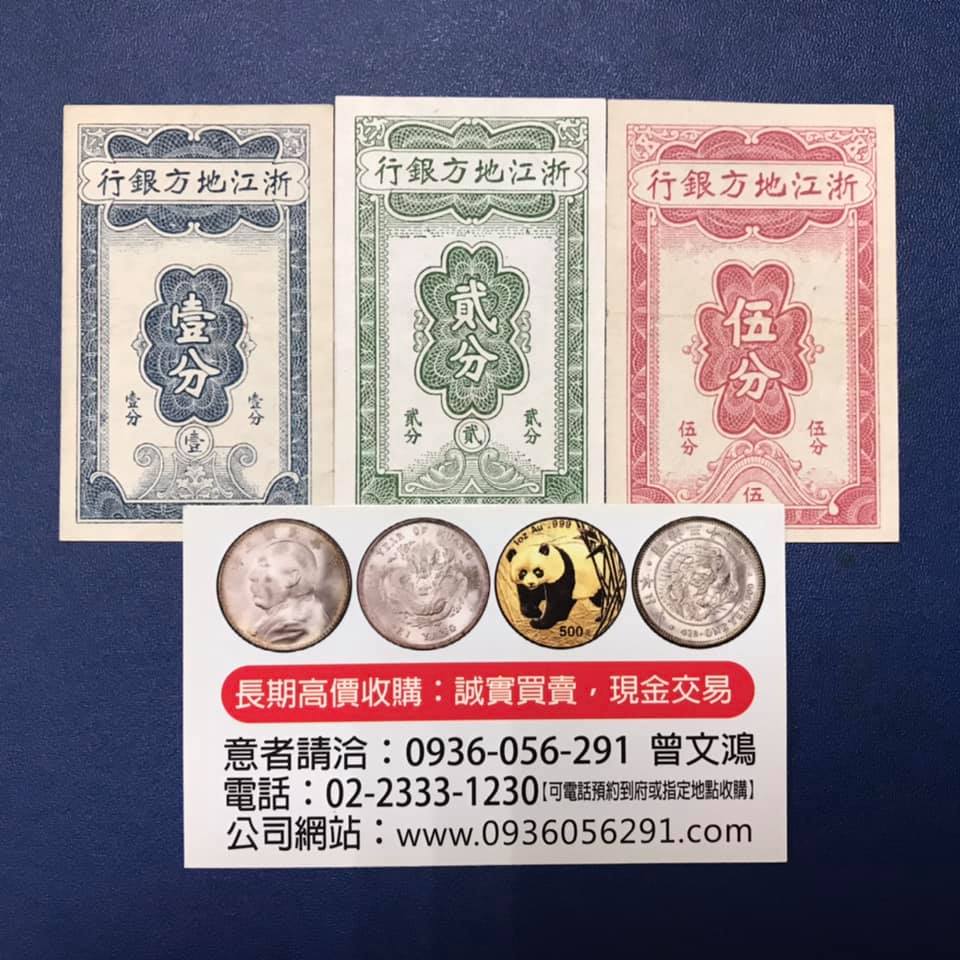 浙江地方銀行
壹分
壹分
壹分
壹
浙江地方銀行
貳分
貳分
貳分
貳
浙江地方銀行
伍分
伍分
伍分
伍
1oz Au .999
500
長期高價收購：誠實買賣，現金交易
意者請洽：0936-056-291 曾文鴻
電話：02-2333-1230【可電話預約到府或指定地點收購】
公司網站：www.0936056291.com